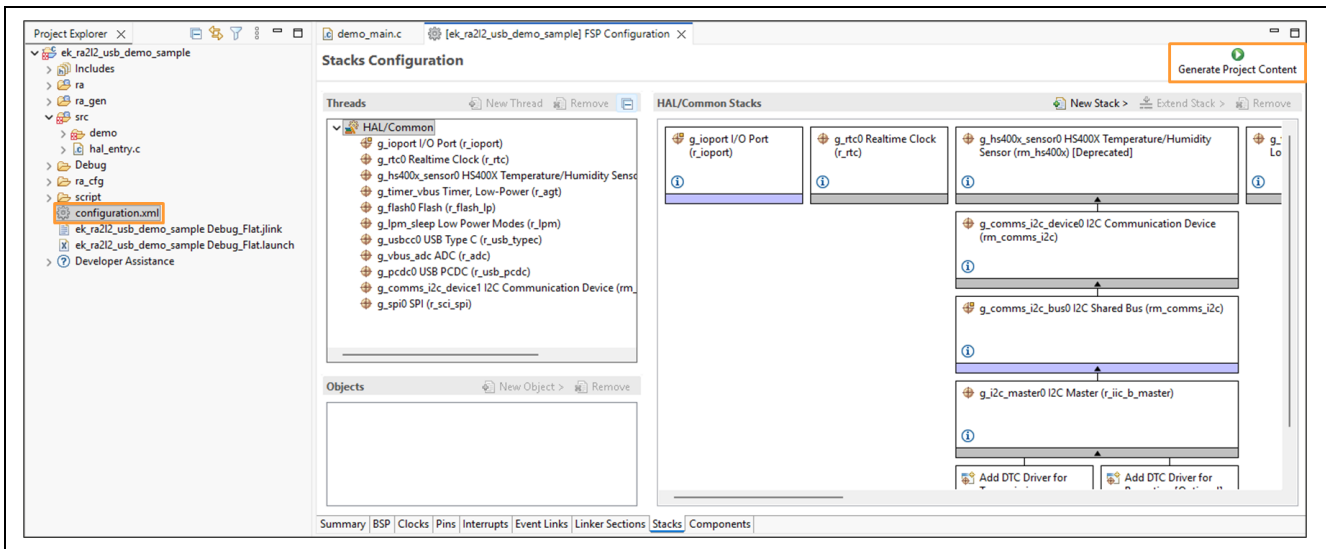 Project Explorer
ek_ra2l2_usb_demo_sample
Includes
ra
ra_gen
src
demo
hal_entry.c
Debug
ra_cfg
script
configuration.xml
ek_ra2l2_usb_demo_sample Debug_Flat.jlink
ek_ra2l2_usb_demo_sample Debug_Flat.launch
Developer Assistance
demo_main.c
[ek_ra2l2_usb_demo_sample] FSP Configuration
Stacks Configuration
Generate Project Content
Threads
New Thread
Remove
HAL/Common
g_ioport I/O Port (r_ioport)
g_rtc0 Realtime Clock (r_rtc)
g_hs400x_sensor0 HS400X Temperature/Humidity Senso
g_timer_vbus Timer, Low-Power (r_agt)
g_flash0 Flash (r_flash_lp)
g_lpm_sleep Low Power Modes (r_lpm)
g_usbcc0 USB Type C (r_usb_typec)
g_vbus_adc ADC (r_adc)
g_pcdc0 USB PCDC (r_usb_pcdc)
g_comms_i2c_device1 I2C Communication Device (rm_
g_spi0 SPI (r_sci_spi)
Objects
New Object >
Remove
HAL/Common Stacks
New Stack >
Extend Stack >
Remove
g_ioport I/O Port
(r_ioport)
g_rtc0 Realtime Clock
(r_rtc)
g_hs400x_sensor0 HS400X Temperature/Humidity
Sensor (rm_hs400x) [Deprecated]
g_
Lo
g_comms_i2c_device0 I2C Communication Device
(rm_comms_i2c)
g_comms_i2c_bus0 I2C Shared Bus (rm_comms_i2c)
g_i2c_master0 I2C Master (r_iic_b_master)
Add DTC Driver for
Add DTC Driver for
Summary BSP Clocks Pins Interrupts Event Links Linker Sections Stacks Components